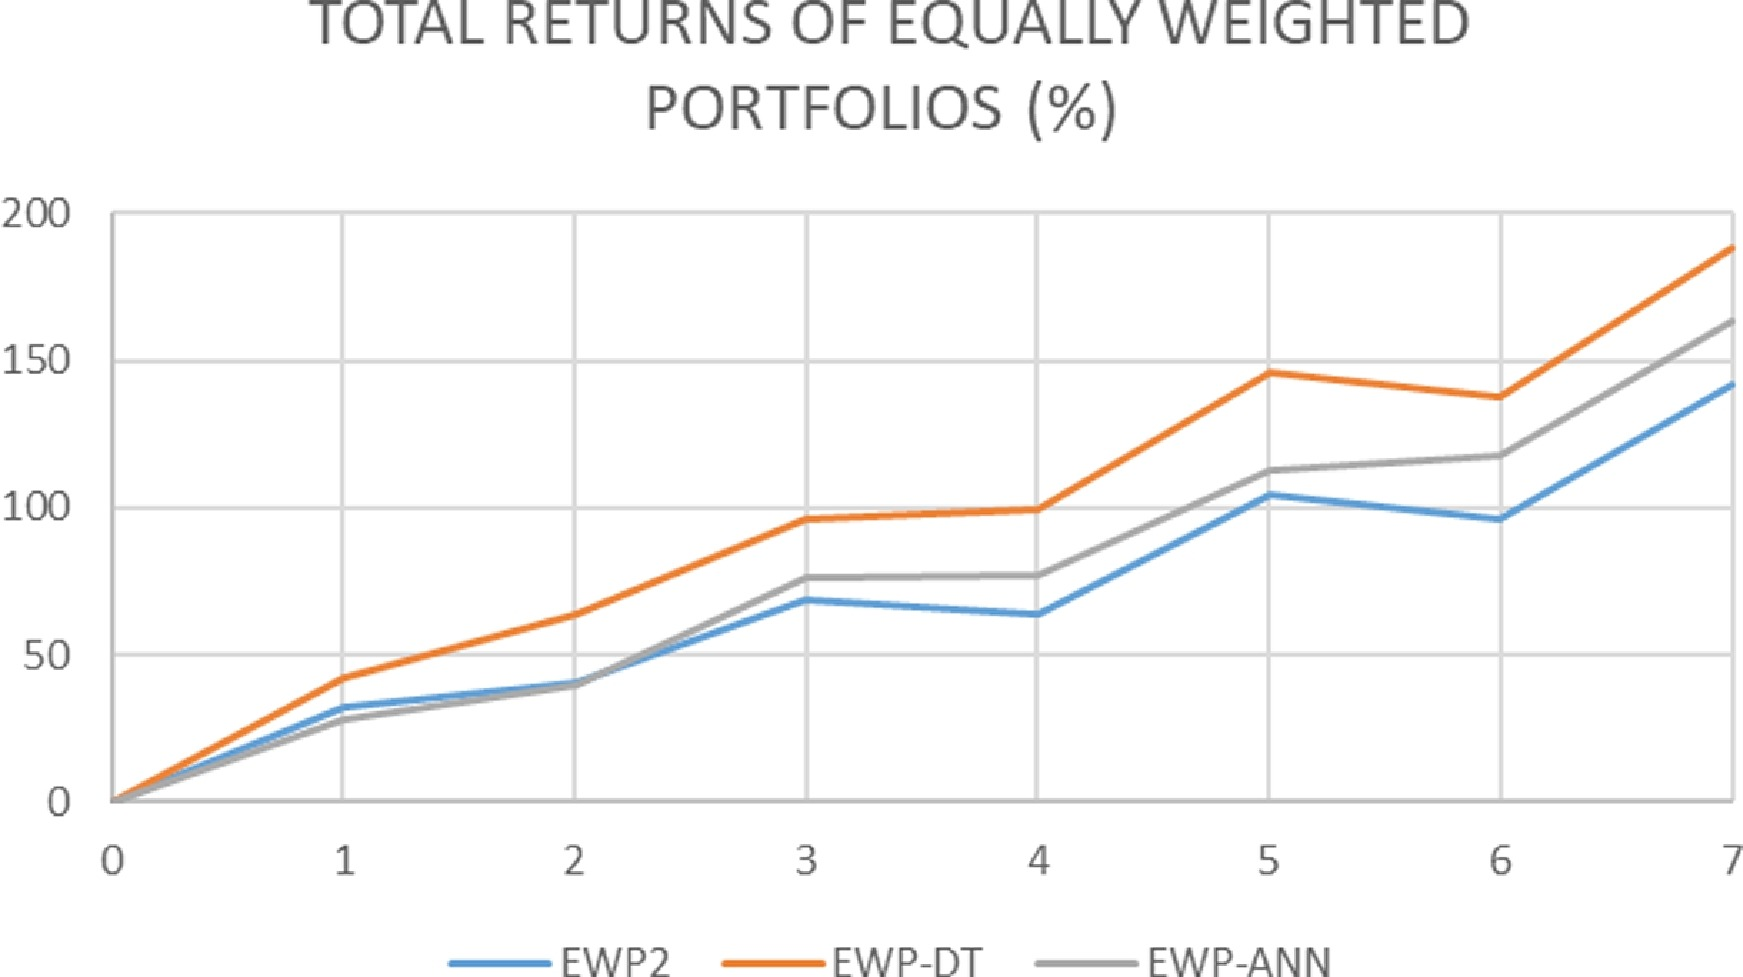 TOTAL RETURNS OF EQUALLY WEIGHTED
PORTFOLIOS (%)
200
150
100
50
0
0 1 2 3 4 5 6 7
EWP2 EWP-DT EWP-ANN